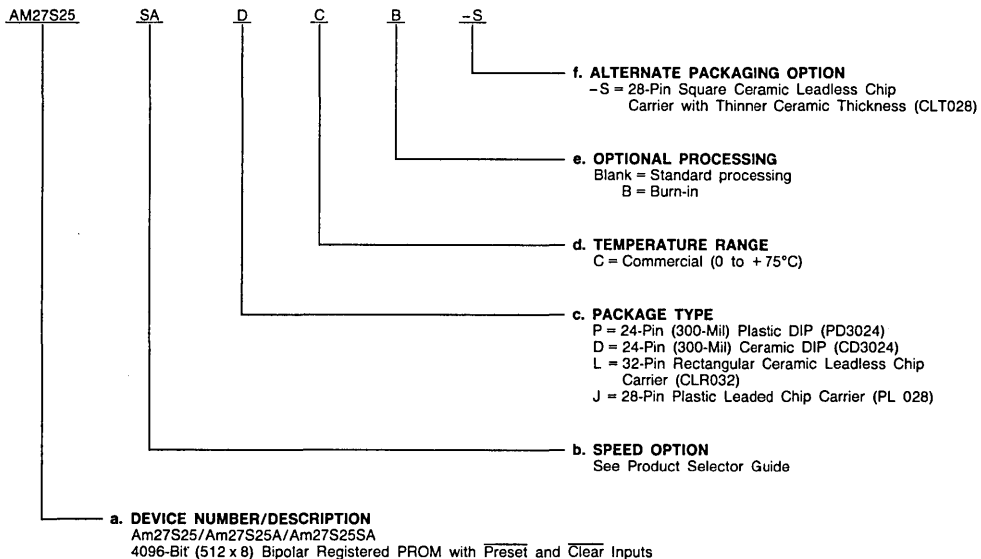 AM27S25 SA D C B -S
f. ALTERNATE PACKAGING OPTION
-S = 28-Pin Square Ceramic Leadless Chip
Carrier with Thinner Ceramic Thickness (CLT028)
e. OPTIONAL PROCESSING
Blank = Standard processing
B = Burn-in
d. TEMPERATURE RANGE
C = Commercial (0 to +75°C)
c. PACKAGE TYPE
P = 24-Pin (300-Mil) Plastic DIP (PD3024)
D = 24-Pin (300-Mil) Ceramic DIP (CD3024)
L = 32-Pin Rectangular Ceramic Leadless Chip
Carrier (CLR032)
J = 28-Pin Plastic Leaded Chip Carrier (PL 028)
b. SPEED OPTION
See Product Selector Guide
a. DEVICE NUMBER/DESCRIPTION
Am27S25/Am27S25A/Am27S25SA
4096-Bit (512 x 8) Bipolar Registered PROM with Preset and Clear Inputs